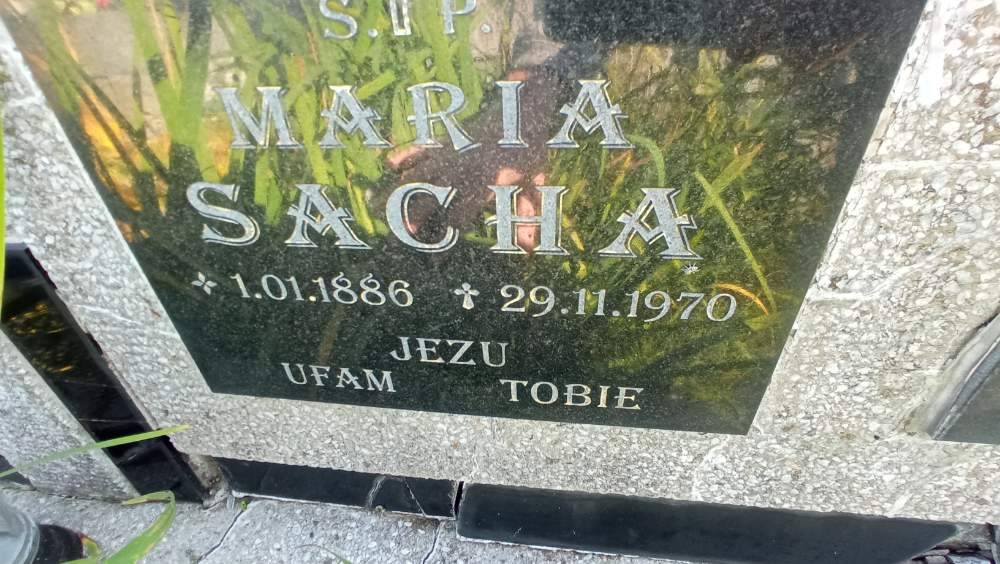 S. P.
MARIA
SACHA
1.01.1886 29.11.1970
JEZU
UFAM TOBIE